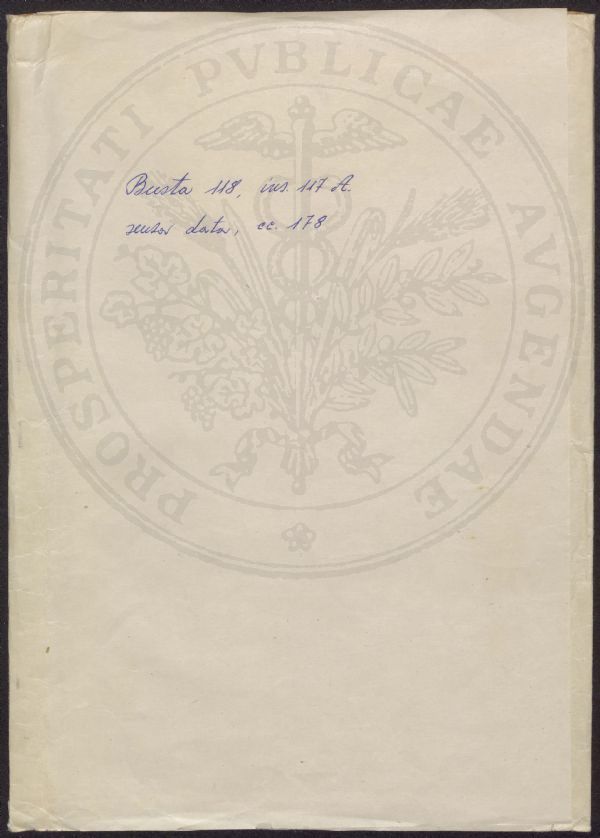 PROSPERITATI PVBLICAE AVGENDAE
Busta 118, ins. 117 A.
senza data, cc. 178